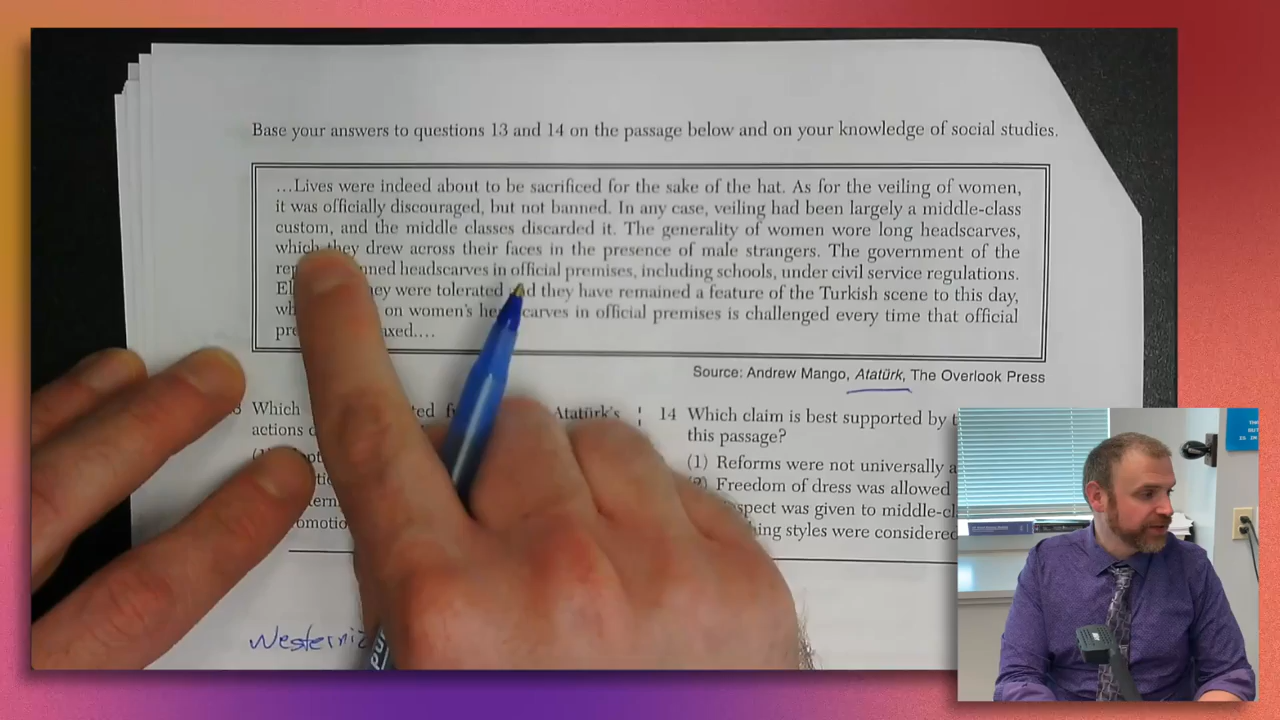 Base your answers to questions 13 and 14 on the passage below and on your knowledge of social studies.
…Lives were indeed about to be sacrificed for the sake of the hat. As for the veiling of women,
it was officially discouraged, but not banned. In any case, veiling had been largely a middle-class
custom, and the middle classes discarded it. The generality of women wore long headscarves,
which they drew across their faces in the presence of male strangers. The government of the
headscarves in official premises, including schools, under civil service regulations.
they were tolerated and they have remained a feature of the Turkish scene to this day,
on women's headscarves in official premises is challenged every time that official
Source: Andrew Mango, Atatürk, The Overlook Press
Which Atatürk's
actions
14 Which claim is best supported by
this passage?
(1) Reforms were not universally
(2) Freedom of dress was allowed
was given to middle-
styles were considered